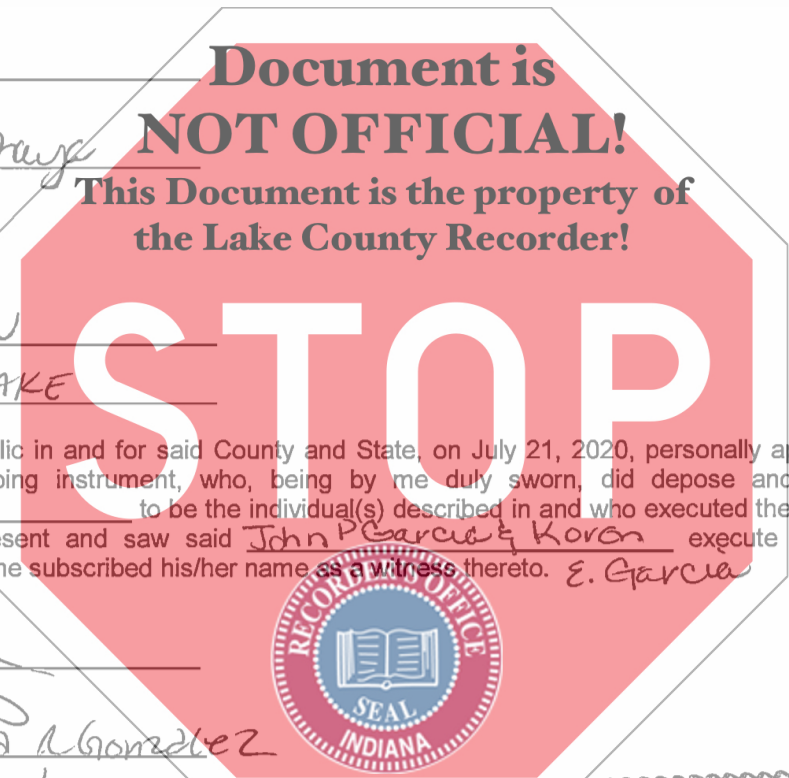 Document is
NOT OFFICIAL!
This Document is the property of
the Lake County Recorder!
STOP
AKE
lic in and for said County and State, on July 21, 2020, personally a
oing instrument, who, being by me duly sworn, did depose and
to be the individual(s) described in and who executed the
esent and saw said John P Garcia & Koren execute
ne subscribed his/her name as a witness thereto. E. Garcia
RECORDER'S OFFICE
SEAL
INDIANA
R Gonzalez